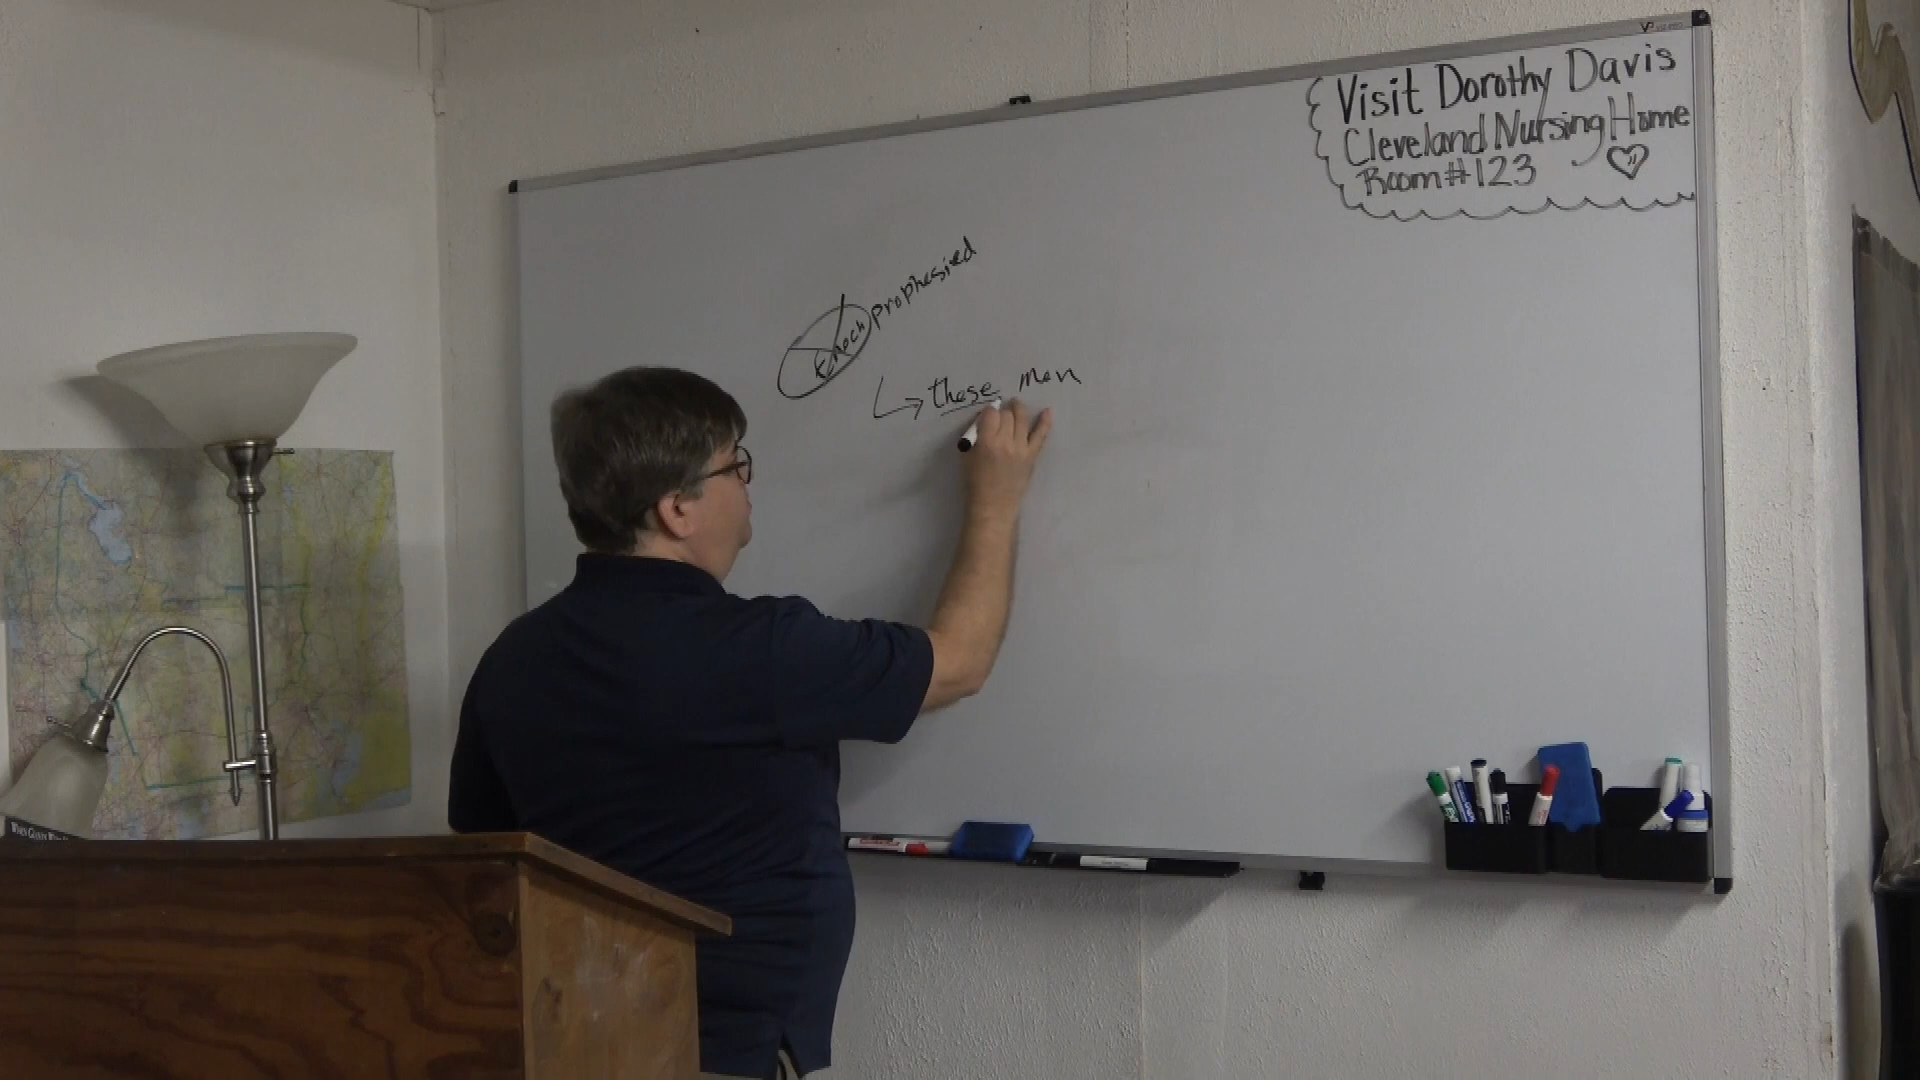 Visit Dorothy Davis
Cleveland Nursing Home
Room #123
Enoch prophesied
these men